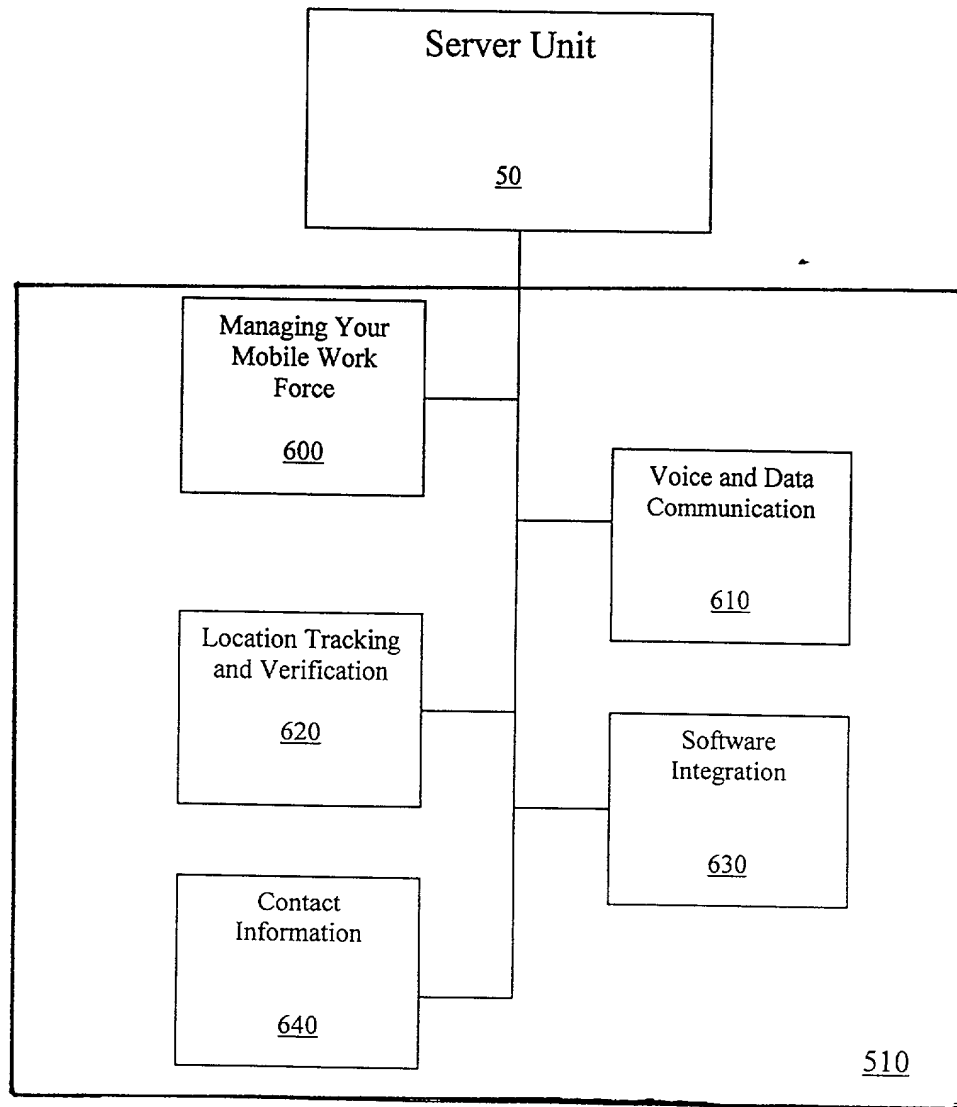 Server Unit
50
Managing Your
Mobile Work
Force
600
Voice and Data
Communication
610
Location Tracking
and Verification
620
Software
Integration
630
Contact
Information
640
510